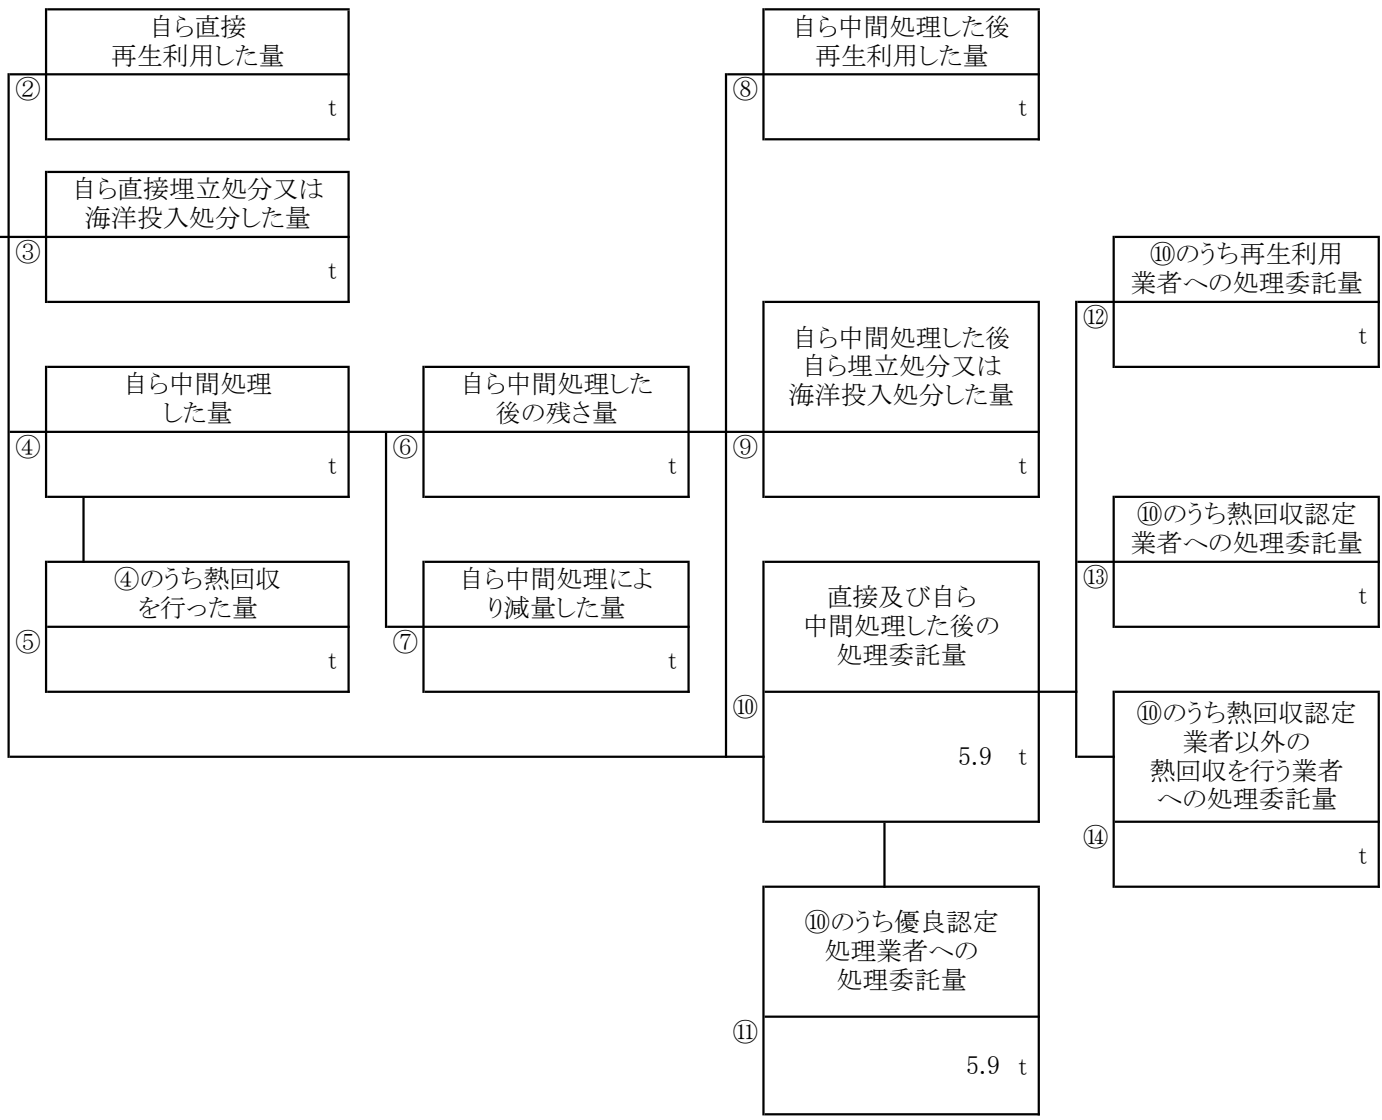 自ら直接
再生利用した量
②
t
自ら直接埋立処分又は
海洋投入処分した量
③
t
自ら中間処理
した量
④
t
④のうち熱回収
を行った量
⑤
t
自ら中間処理した
後の残さ量
⑥
t
自ら中間処理によ
り減量した量
⑦
t
自ら中間処理した後
再生利用した量
⑧
t
自ら中間処理した後
自ら埋立処分又は
海洋投入処分した量
⑨
t
直接及び自ら
中間処理した後の
処理委託量
⑩
5.9 t
⑩のうち優良認定
処理業者への
処理委託量
⑪
5.9 t
⑩のうち再生利用
業者への処理委託量
⑫
t
⑩のうち熱回収認定
業者への処理委託量
⑬
t
⑩のうち熱回収認定
業者以外の
熱回収を行う業者
への処理委託量
⑭
t